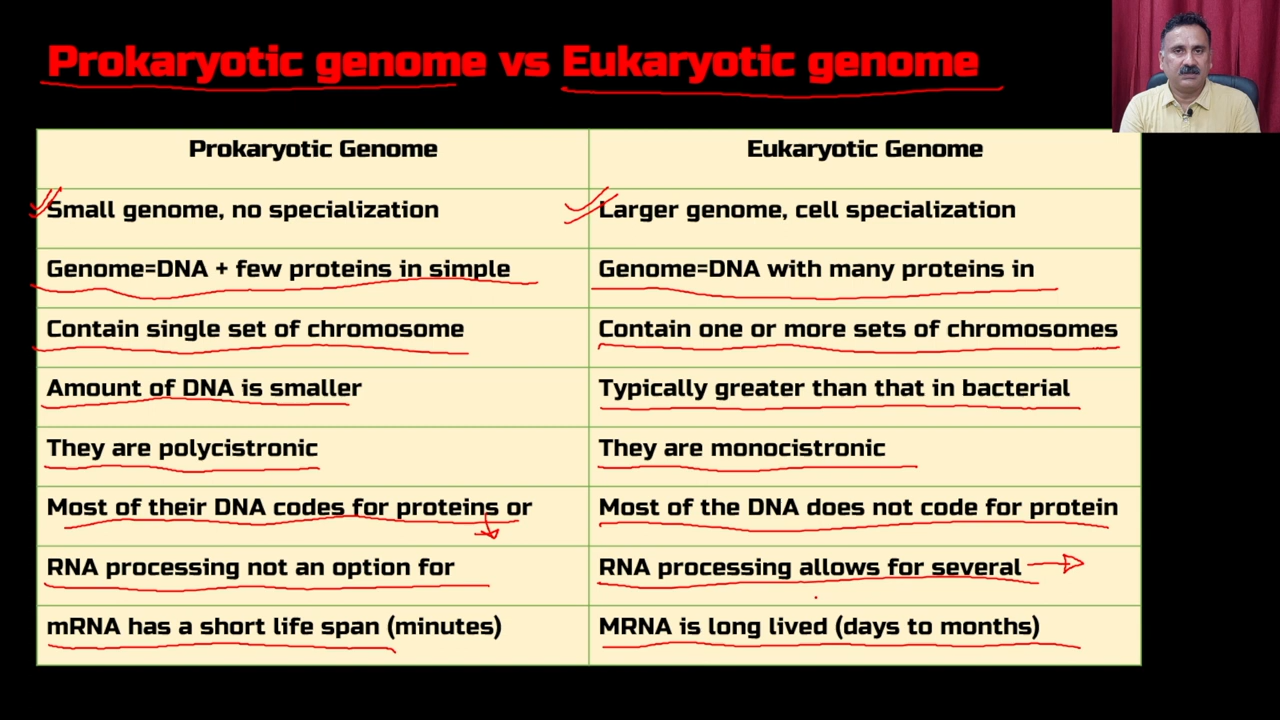 Prokaryotic genome vs Eukaryotic genome
Prokaryotic Genome Eukaryotic Genome
Small genome, no specialization Larger genome, cell specialization
Genome=DNA + few proteins in simple Genome=DNA with many proteins in
Contain single set of chromosome Contain one or more sets of chromosomes
Amount of DNA is smaller Typically greater than that in bacterial
They are polycistronic They are monocistronic
Most of their DNA codes for proteins or Most of the DNA does not code for protein
RNA processing not an option for RNA processing allows for several
mRNA has a short life span (minutes) MRNA is long lived (days to months)